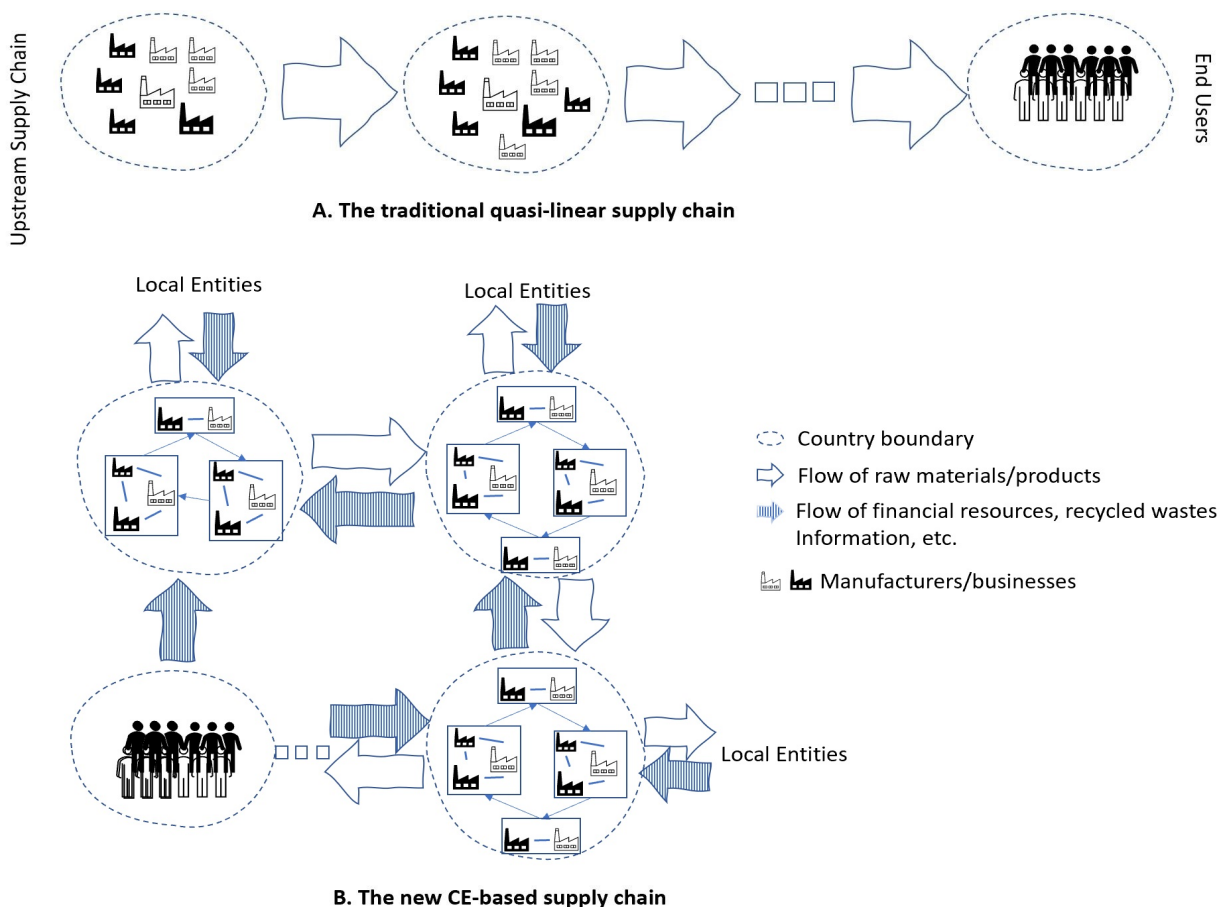 Upstream Supply Chain
End Users
A. The traditional quasi-linear supply chain
Local Entities
Local Entities
Country boundary
Flow of raw materials/products
Flow of financial resources, recycled wastes
Information, etc.
Manufacturers/businesses
Local Entities
B. The new CE-based supply chain